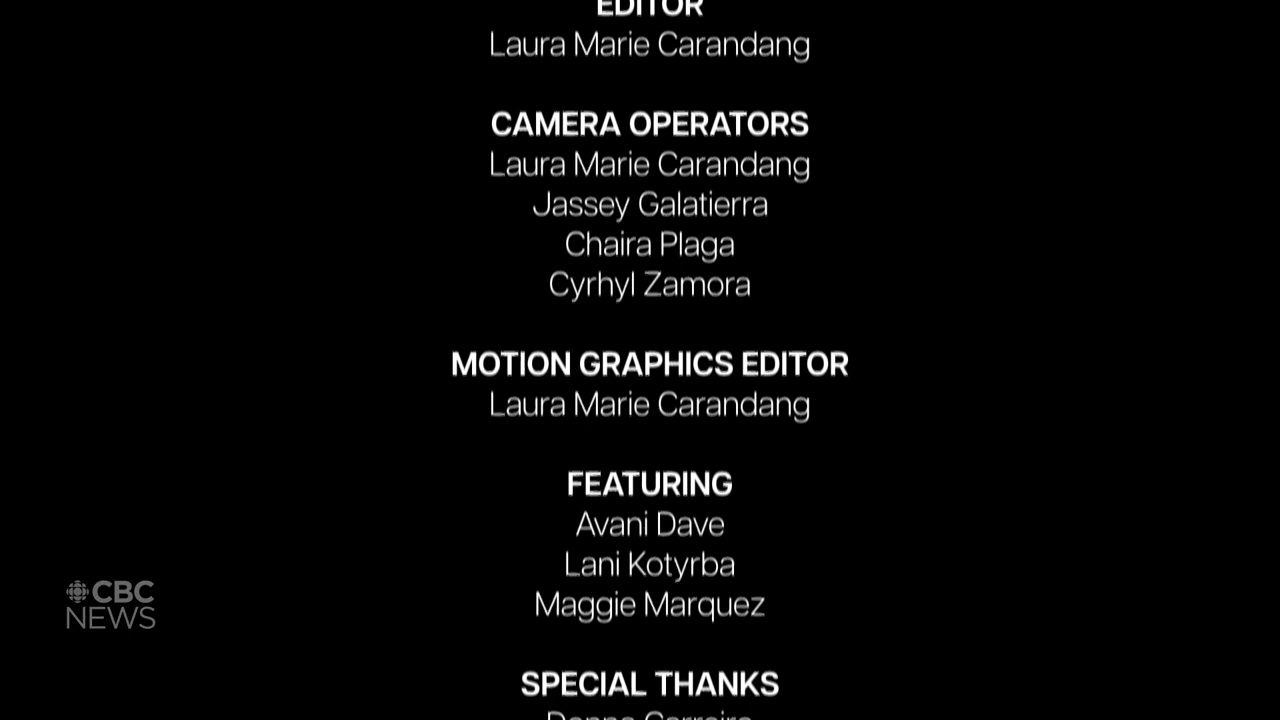 EDITOR
Laura Marie Carandang
CAMERA OPERATORS
Laura Marie Carandang
Jassey Galatierra
Chaira Plaga
Cyrhyl Zamora
MOTION GRAPHICS EDITOR
Laura Marie Carandang
FEATURING
Avani Dave
Lani Kotyrba
Maggie Marquez
CBC
NEWS
SPECIAL THANKS